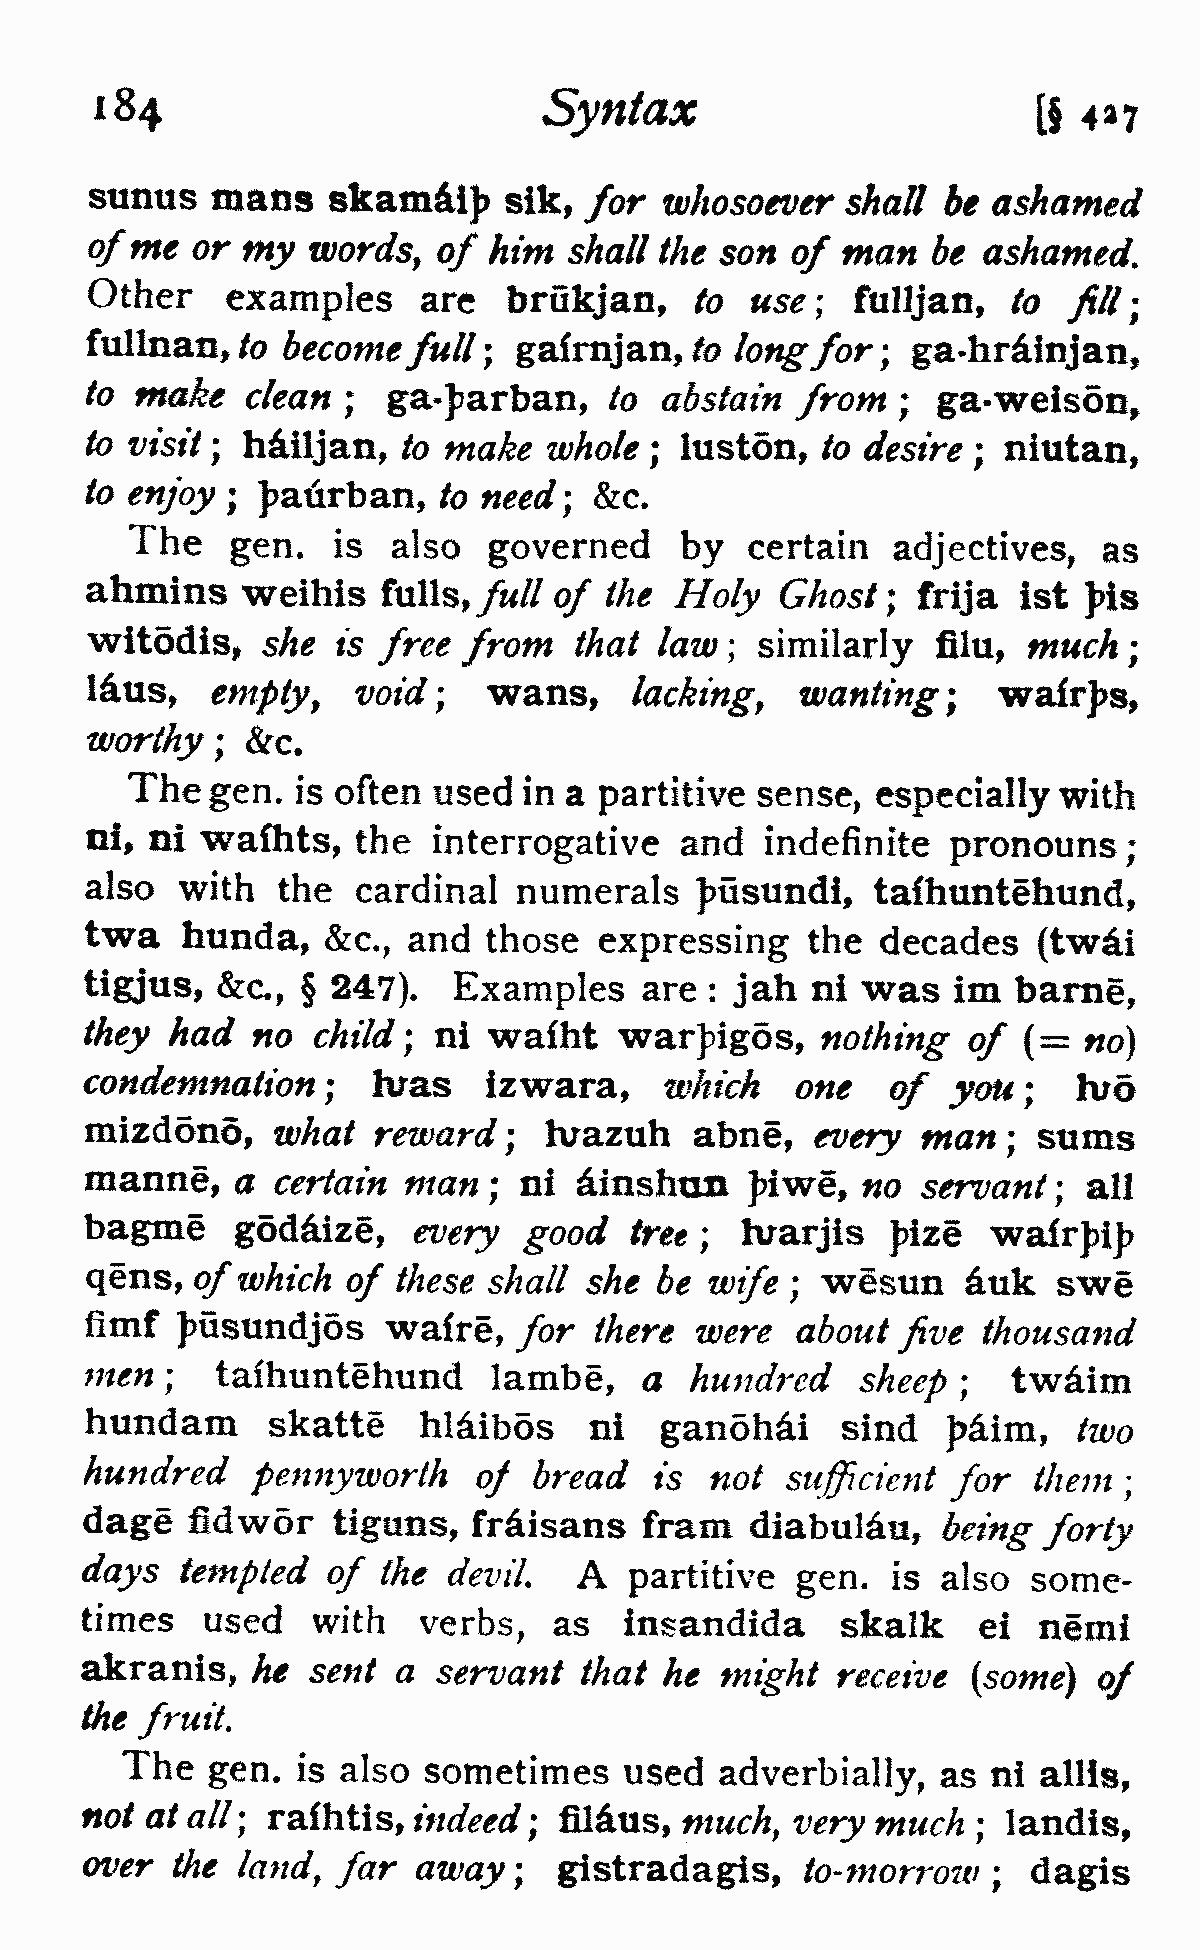 184 Syntax [§ 427
sunus mans skamáiþ sik, for whosoever shall be ashamed
of me or my words, of him shall the son of man be ashamed.
Other examples are brūkjan, to use; fulljan, to fill;
fullnan, to become full; gaírnjan, to long for; ga-hráinjan,
to make clean; ga-þarban, to abstain from; ga-weisōn,
to visit; háiljan, to make whole; lustōn, to desire; niutan,
to enjoy; þaúrban, to need; &c.
The gen. is also governed by certain adjectives, as
ahmins weihis fulls, full of the Holy Ghost; frija ist þis
witōdis, she is free from that law; similarly filu, much;
láus, empty, void; wans, lacking, wanting; waírþs,
worthy; &c.
The gen. is often used in a partitive sense, especially with
ni, ni waíhts, the interrogative and indefinite pronouns;
also with the cardinal numerals þūsundi, taíhuntēhund,
twa hunda, &c., and those expressing the decades (twái
tigjus, &c., § 247). Examples are: jah ni was im barnē,
they had no child; ni waíht warþigōs, nothing of (= no)
condemnation; ƕas izwara, which one of you; ƕō
mizdōnō, what reward; ƕazuh abnē, every man; sums
mannē, a certain man; ni áinshun þiwē, no servant; all
bagmē gōdáizē, every good tree; ƕarjis þizē waírþiþ
qēns, of which of these shall she be wife; wēsun áuk swē
fimf þūsundjōs waírē, for there were about five thousand
men; taíhuntēhund lambē, a hundred sheep; twáim
hundam skattē hláibōs ni ganōhái sind þáim, two
hundred pennyworth of bread is not sufficient for them;
dagē fidwōr tiguns, fráisans fram diabuláu, being forty
days tempted of the devil. A partitive gen. is also some-
times used with verbs, as insandida skalk ei nēmi
akranis, he sent a servant that he might receive (some) of
the fruit.
The gen. is also sometimes used adverbially, as ni allis,
not at all; raíhtis, indeed; filáus, much, very much; landis,
over the land, far away; gistradagis, to-morrow; dagis